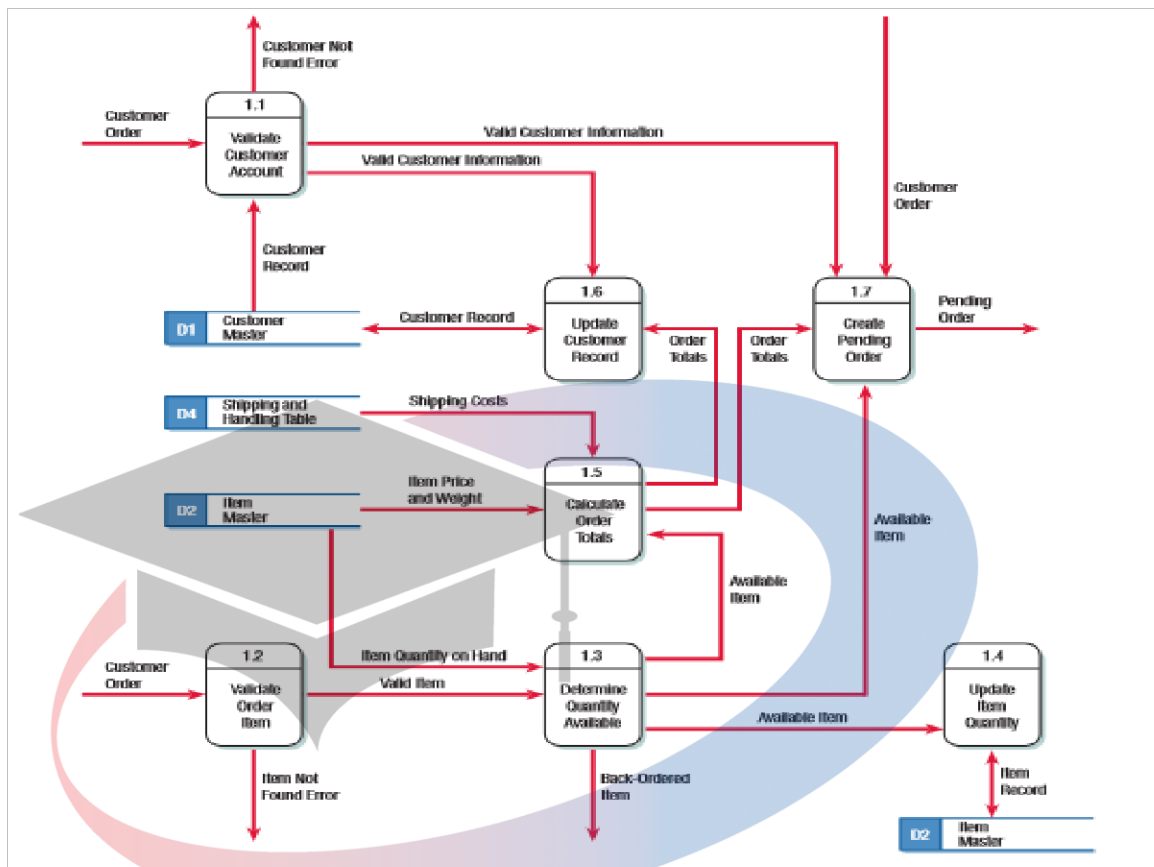 Customer Not
Found Error
1.1
Validate
Customer
Account
Customer
Order
Valid Customer Information
Valid Customer Information
Customer
Order
Customer
Record
1.6
Update
Customer
Record
1.7
Create
Pending
Order
Pending
Order
D1
Customer
Master
Customer Record
Order
Totals
Order
Totals
D4
Shipping and
Handling Table
Shipping Costs
1.5
Calculate
Order
Totals
D2
Item
Master
Item Price
and Weight
Available
Item
Available
Item
1.2
Validate
Order
Item
Customer
Order
Item Quantity on Hand
Valid Item
1.3
Determine
Quantity
Available
Available Item
1.4
Update
Item
Quantity
Item Not
Found Error
Back-Ordered
Item
Item
Record
D2
Item
Master